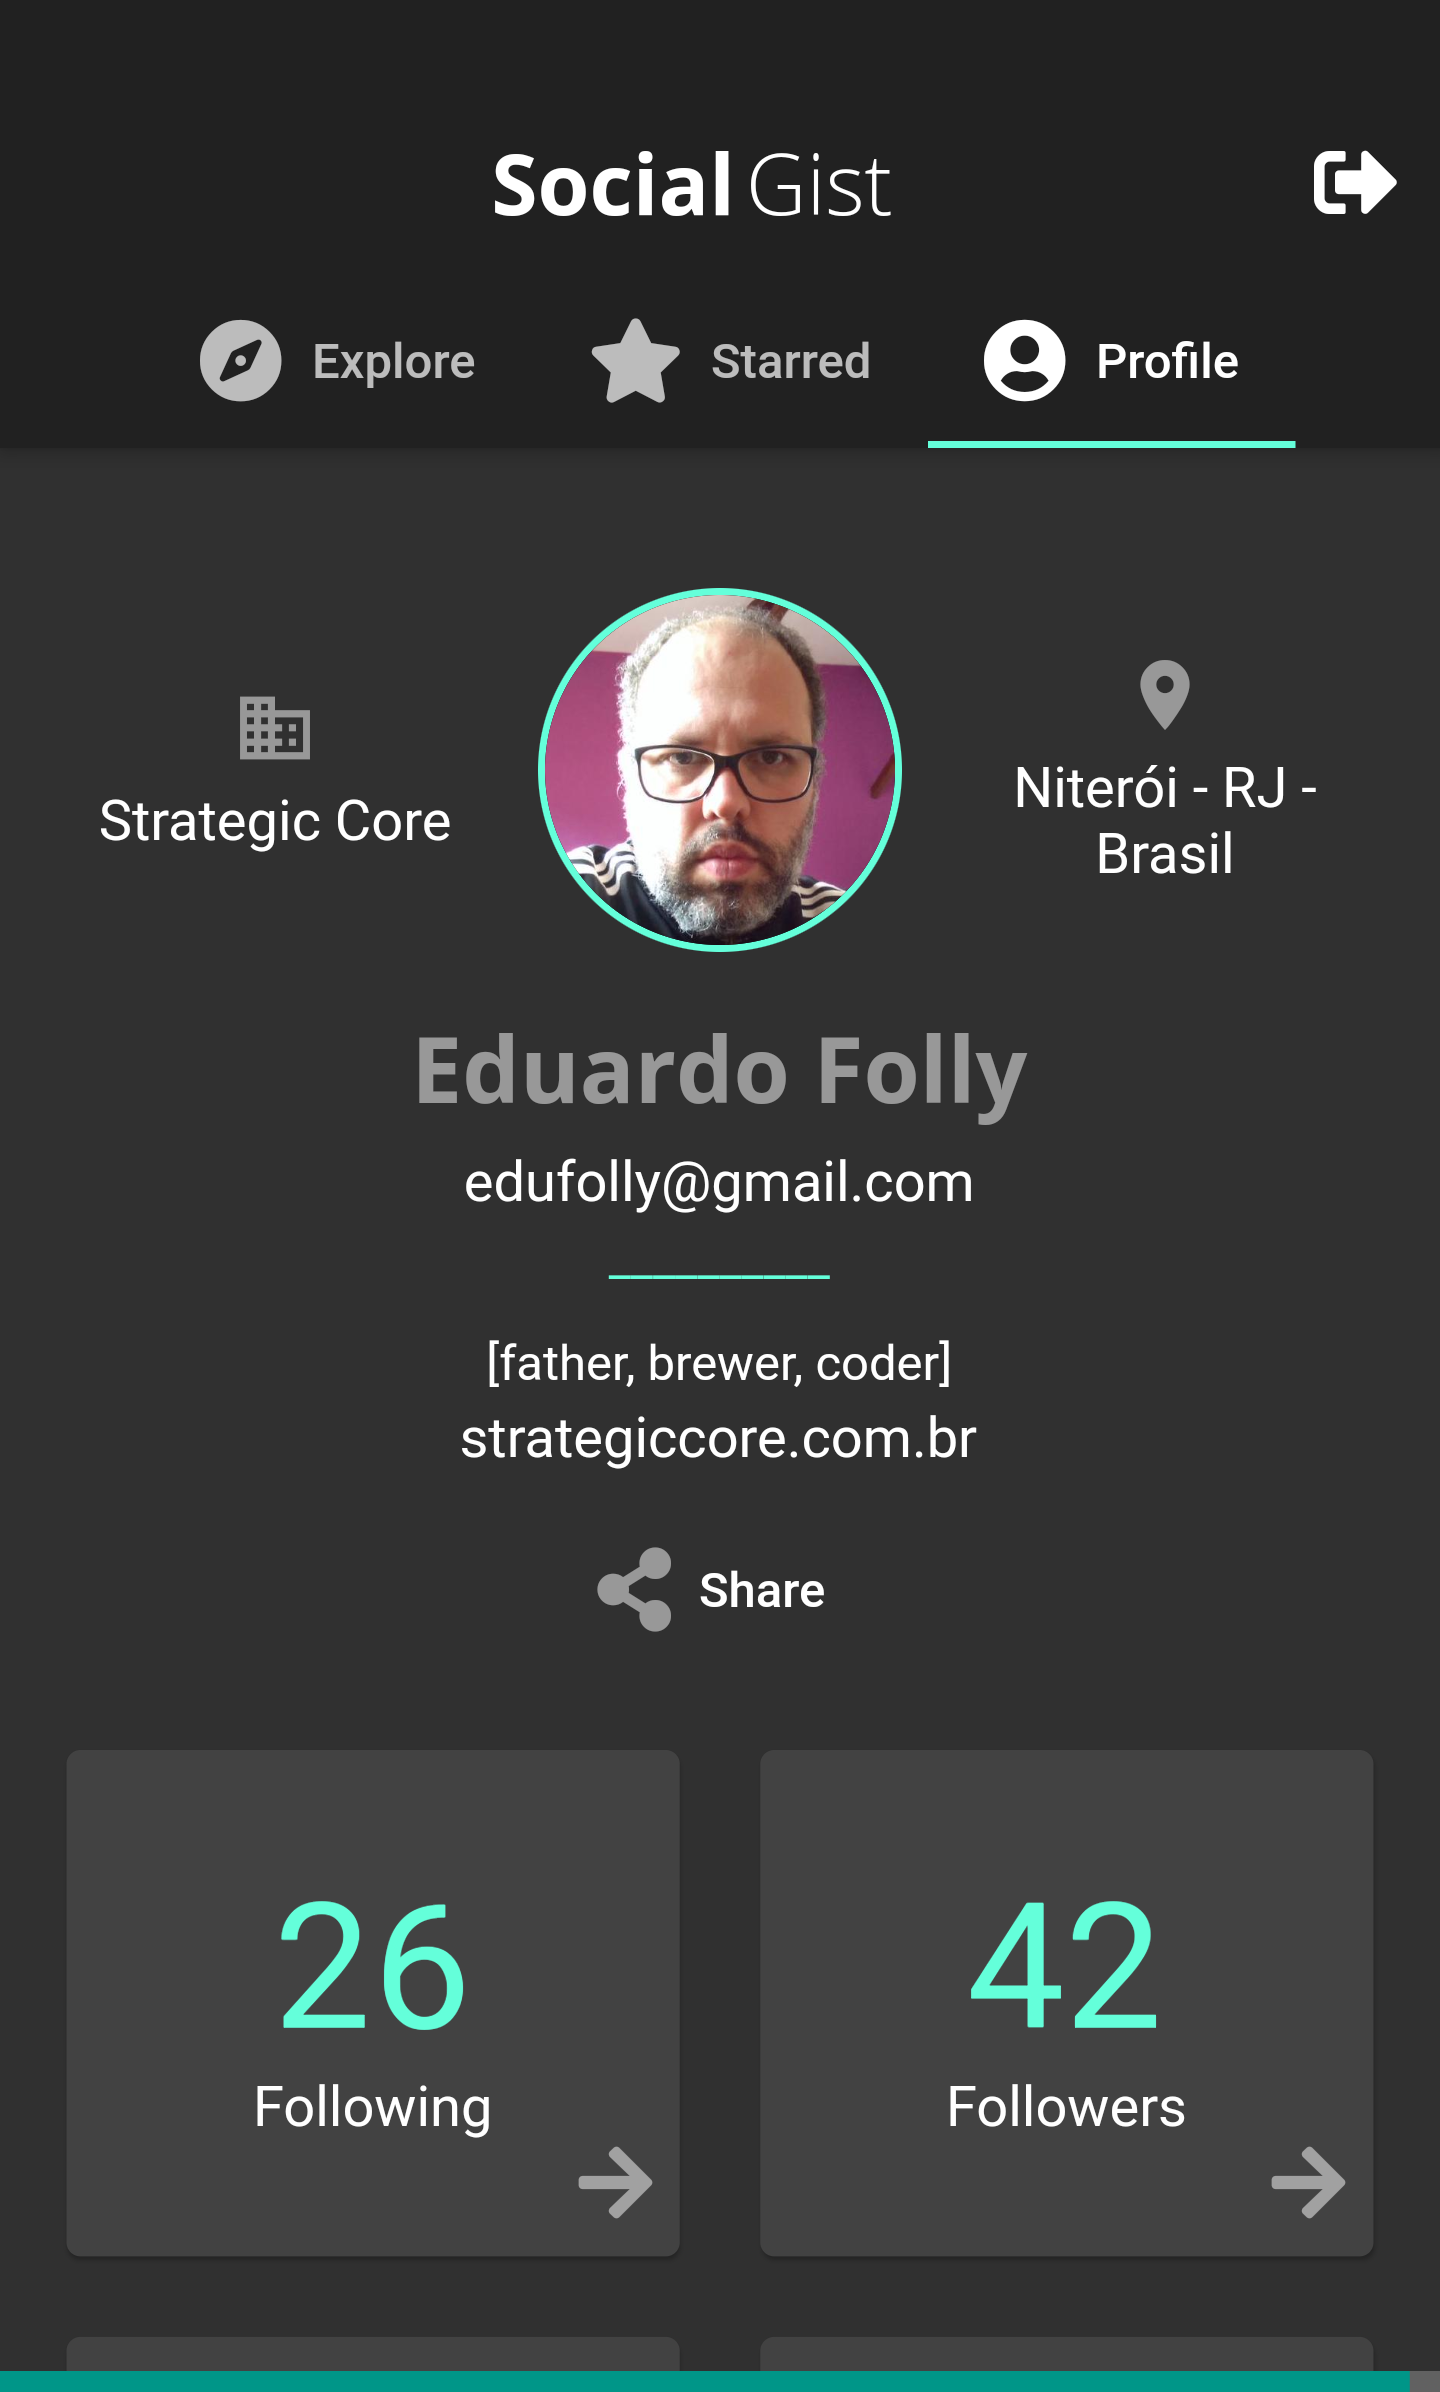 Social Gist
Explore
Starred
Profile
Strategic Core
Niterói - RJ -
Brasil
Eduardo Folly
edufolly@gmail.com
[father, brewer, coder]
strategiccore.com.br
Share
26
Following
42
Followers